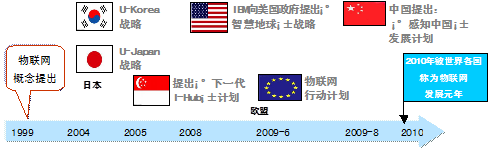 U-Korea
战略
IBM向美国政府提出¡°
智慧地球¡±战略
中国提出：
¡°感知中国¡±
发展计划
物联网
概念提出
U-Japan
战略
日本
提出¡°下一代
I-Hub¡±计划
物联网
行动计划
欧盟
2010年被世界各国
称为物联网
发展元年
1999
2004
2005
2008
2009-6
2009-8
2010